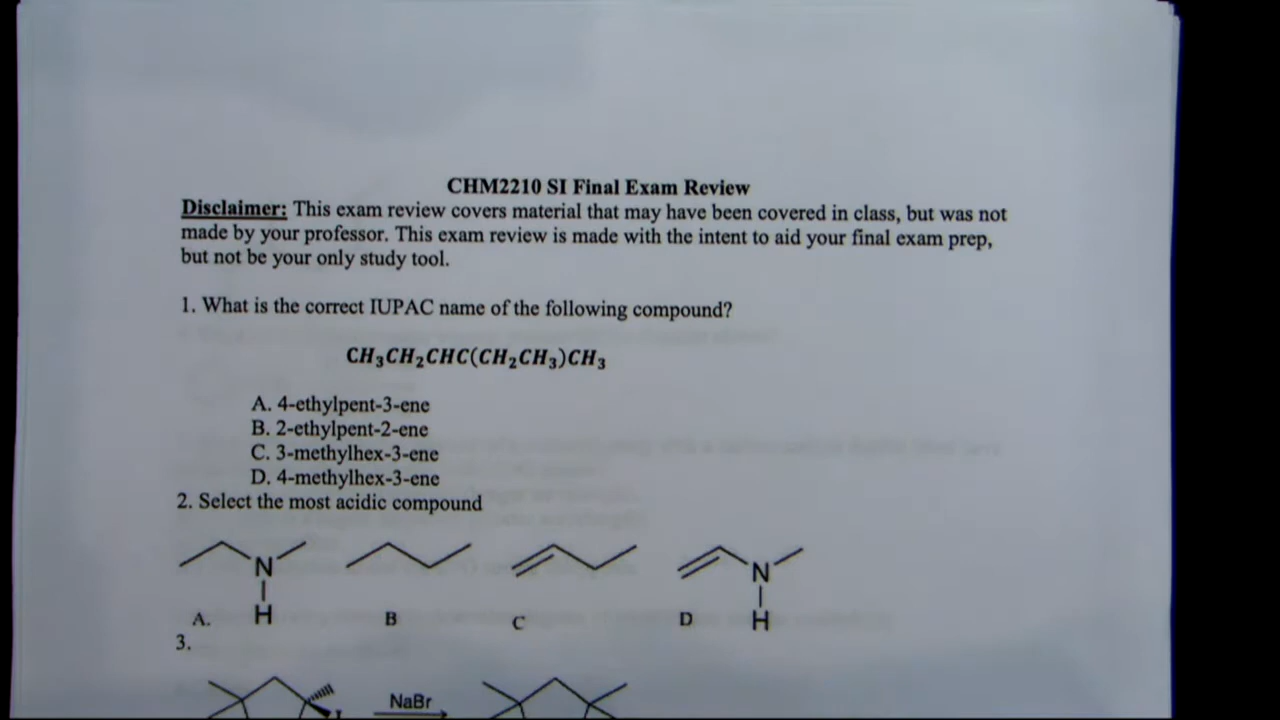 CHM2210 SI Final Exam Review
Disclaimer: This exam review covers material that may have been covered in class, but was not
made by your professor. This exam review is made with the intent to aid your final exam prep,
but not be your only study tool.
1. What is the correct IUPAC name of the following compound?
CH₃CH₂CHC(CH₂CH₃)CH₃
A. 4-ethylpent-3-ene
B. 2-ethylpent-2-ene
C. 3-methylhex-3-ene
D. 4-methylhex-3-ene
2. Select the most acidic compound
N N
H H
A. B C D
3.
NaBr